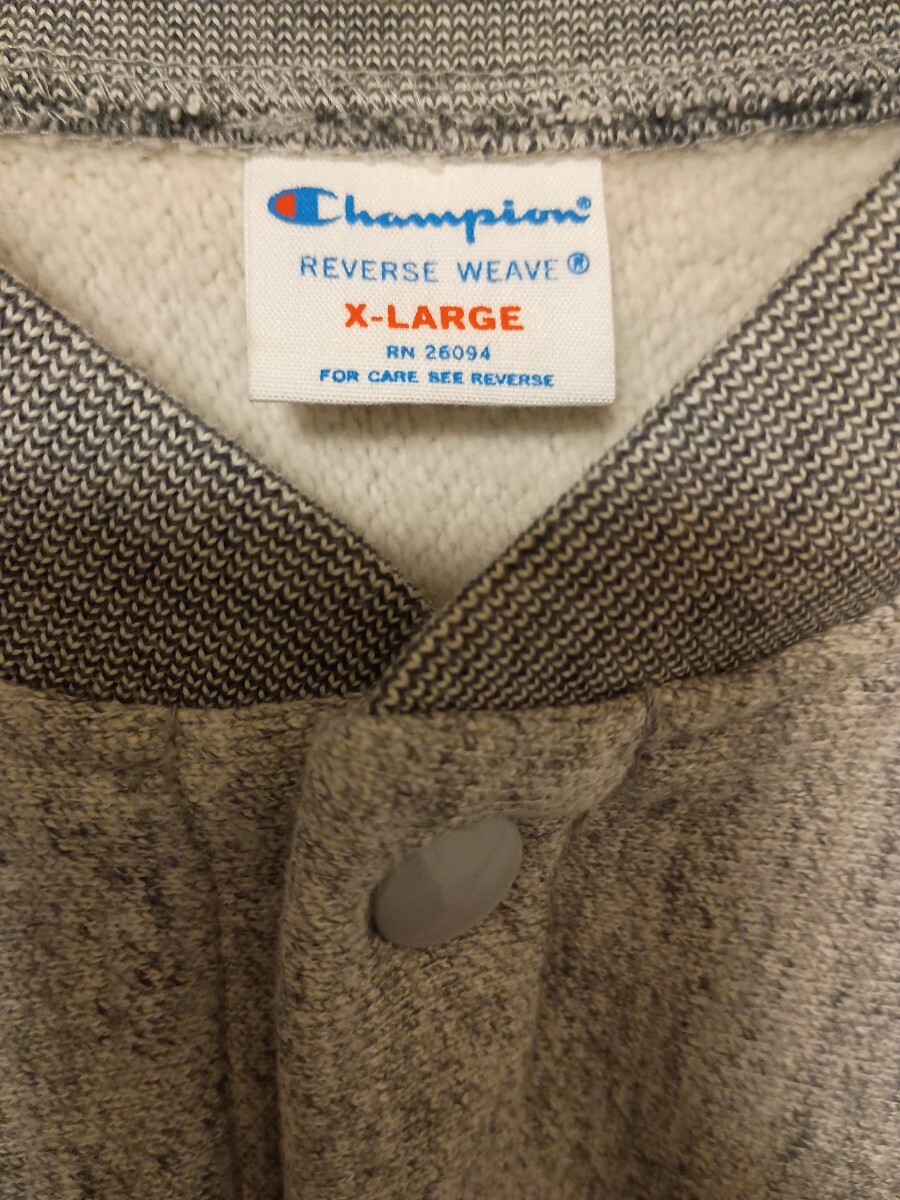 Champion®
REVERSE WEAVE®
X-LARGE
RN 26094
FOR CARE SEE REVERSE